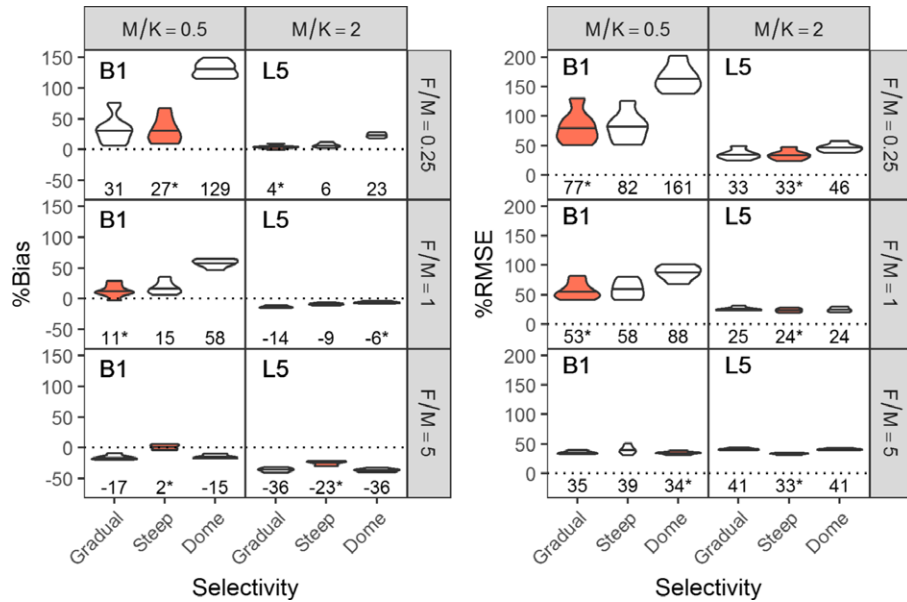 M/K = 0.5
M/K = 2
%Bias
150
100
50
0
-50
B1
31
27*
129
L5
4*
6
23
F/M = 0.25
150
100
50
0
-50
B1
11*
15
58
L5
-14
-9
-6*
F/M = 1
150
100
50
0
-50
B1
-17
2*
-15
L5
-36
-23*
-36
F/M = 5
Gradual
Steep
Dome
Gradual
Steep
Dome
Selectivity
M/K = 0.5
M/K = 2
%RMSE
200
150
100
50
0
B1
77*
82
161
L5
33
33*
46
F/M = 0.25
200
150
100
50
0
B1
53*
58
88
L5
25
24*
24
F/M = 1
200
150
100
50
0
B1
35
39
34*
L5
41
33*
41
F/M = 5
Gradual
Steep
Dome
Gradual
Steep
Dome
Selectivity